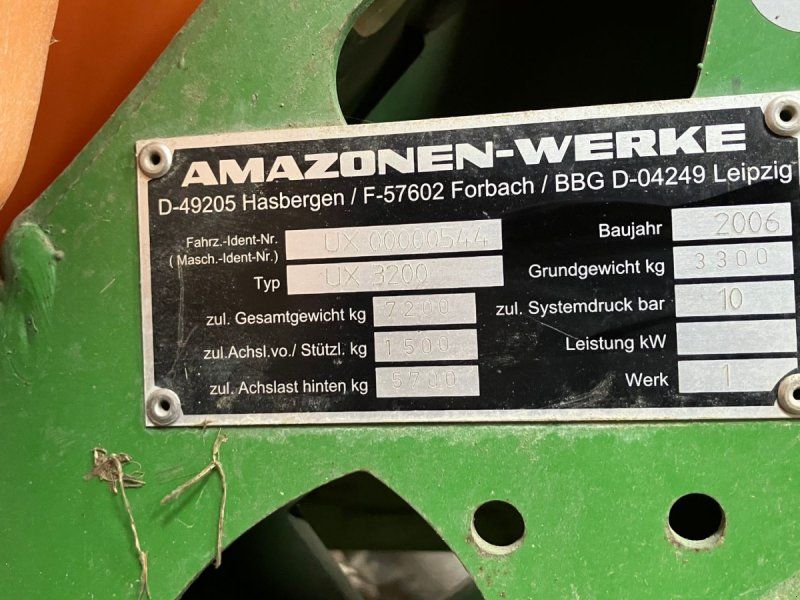 AMAZONEN-WERKE
D-49205 Hasbergen / F-57602 Forbach / BBG D-04249 Leipzig
Fahrz.-Ident-Nr. UX 00000544
(Masch.-Ident-Nr.)
Typ UX 3200
zul. Gesamtgewicht kg 7200
zul.Achsl.vo./ Stützl. kg 1500
zul. Achslast hinten kg 5700
Baujahr 2006
Grundgewicht kg 3300
zul. Systemdruck bar 10
Leistung kW
Werk 1